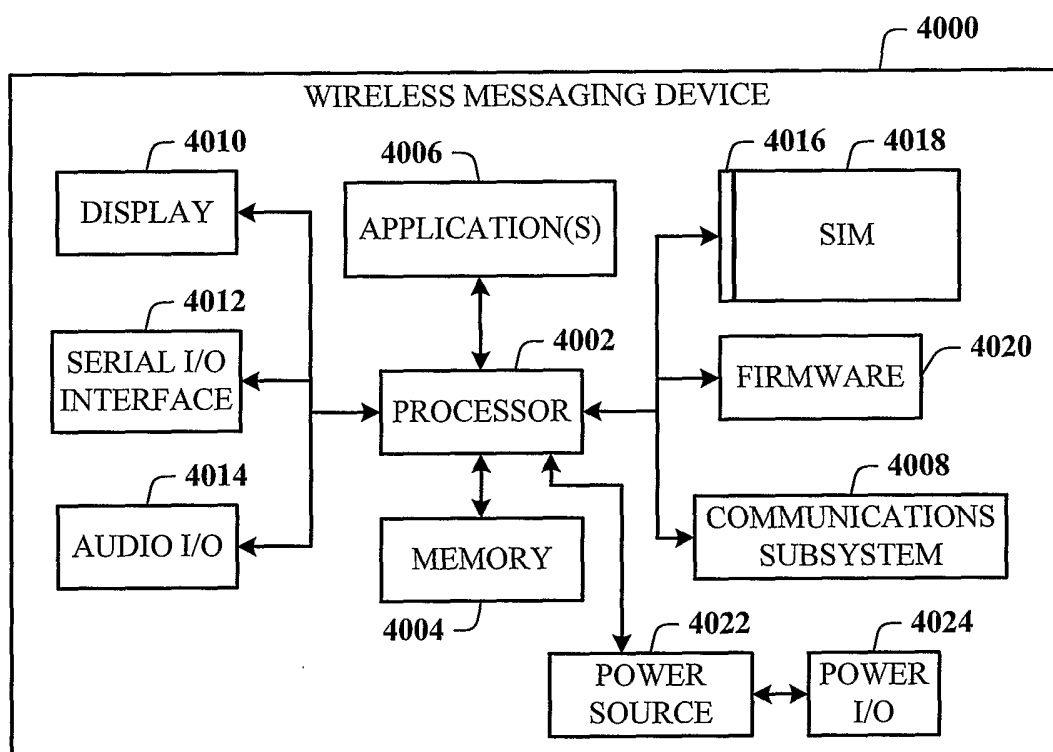 4000
WIRELESS MESSAGING DEVICE
4010
DISPLAY
4006
APPLICATION(S)
4016
4018
SIM
4012
SERIAL I/O
INTERFACE
4002
PROCESSOR
4020
FIRMWARE
4014
AUDIO I/O
MEMORY
4004
4008
COMMUNICATIONS
SUBSYSTEM
4022
POWER
SOURCE
4024
POWER
I/O